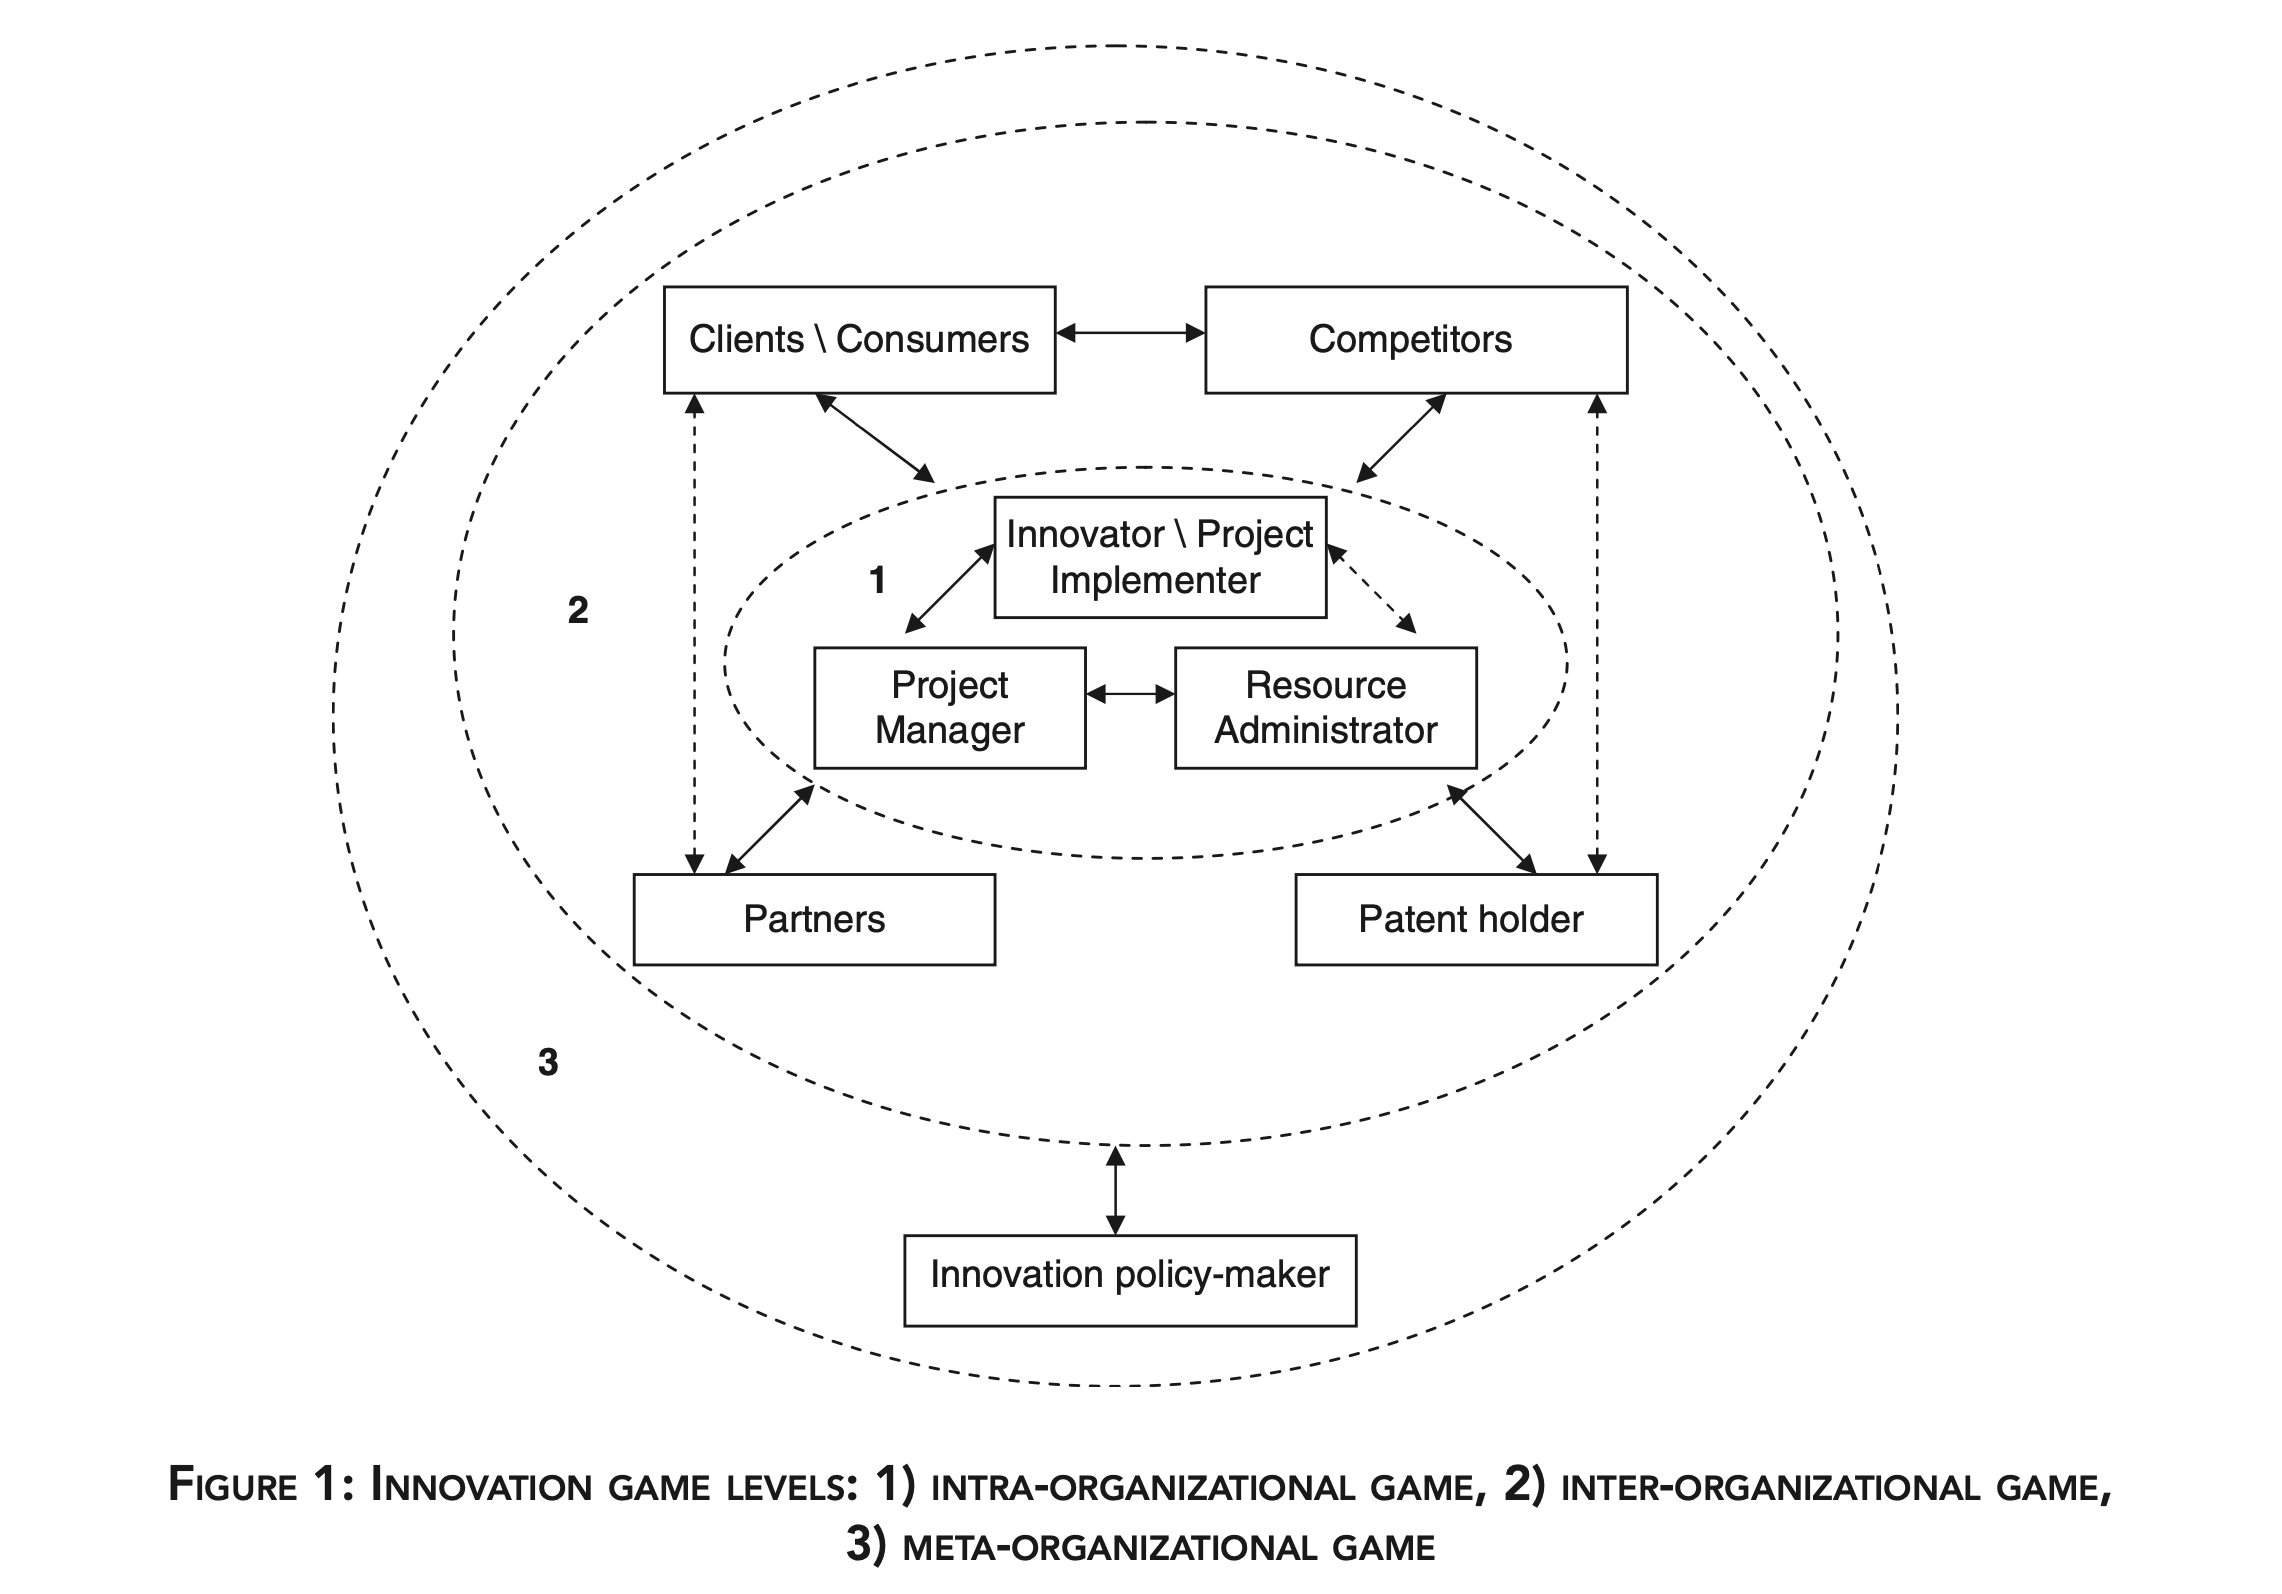 Clients \ Consumers
Competitors
Innovator \ Project
Implementer
1
2
Project
Manager
Resource
Administrator
Partners
Patent holder
3
Innovation policy-maker
Figure 1: Innovation game levels: 1) intra-organizational game, 2) inter-organizational game,
3) meta-organizational game